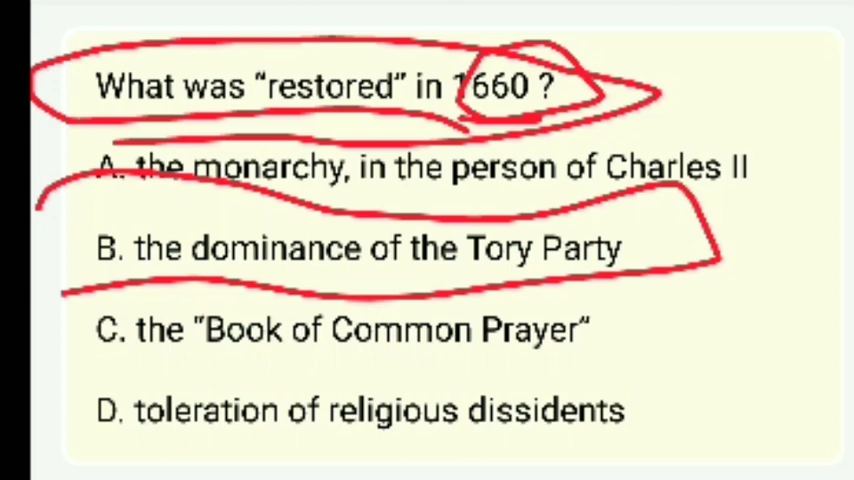 What was “restored” in 1660 ?
A. the monarchy, in the person of Charles II
B. the dominance of the Tory Party
C. the “Book of Common Prayer“
D. toleration of religious dissidents